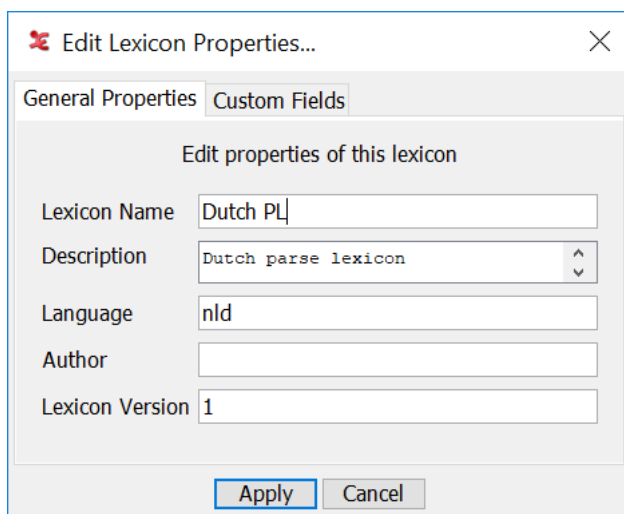 Edit Lexicon Properties...
General Properties Custom Fields
Edit properties of this lexicon
Lexicon Name Dutch PL
Description Dutch parse lexicon
Language nld
Author
Lexicon Version 1
Apply Cancel